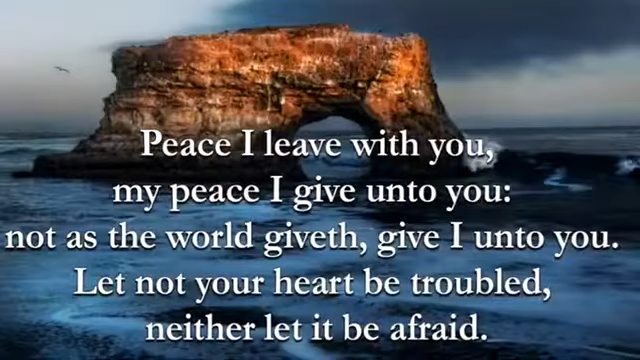 Peace I leave with you,
my peace I give unto you:
not as the world giveth, give I unto you.
Let not your heart be troubled,
neither let it be afraid.